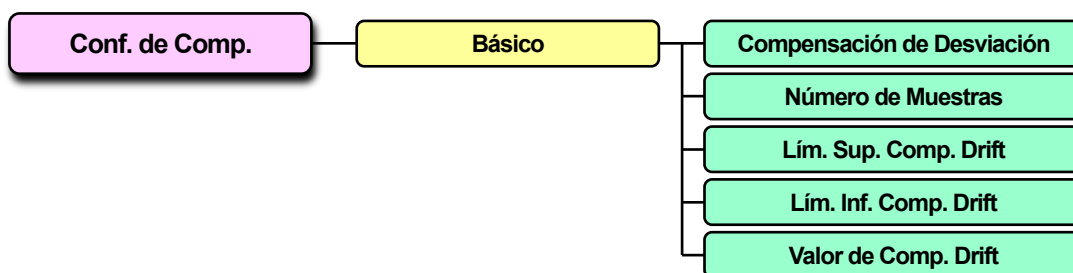 Conf. de Comp.
Básico
Compensación de Desviación
Número de Muestras
Lím. Sup. Comp. Drift
Lím. Inf. Comp. Drift
Valor de Comp. Drift